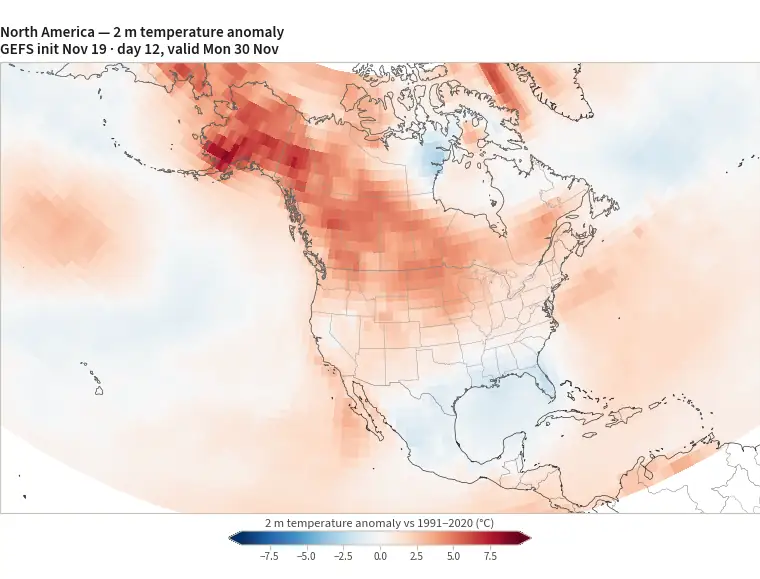 North America — 2 m temperature anomaly
GEFS init Nov 19 · day 12, valid Mon 30 Nov
2 m temperature anomaly vs 1991–2020 (°C)
−7.5 −5.0 −2.5 0.0 2.5 5.0 7.5